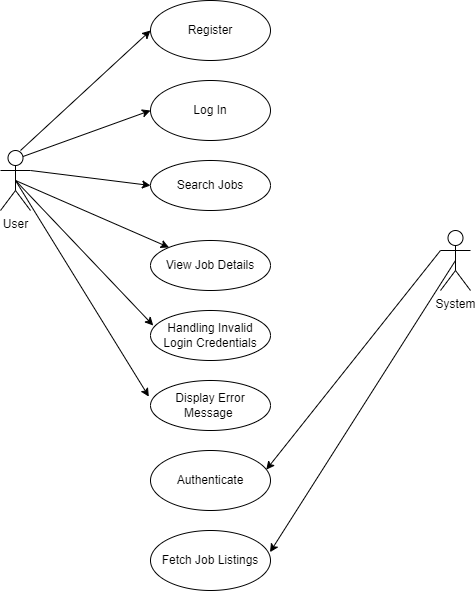 Register
Log In
Search Jobs
User
View Job Details
System
Handling Invalid
Login Credentials
Display Error
Message
Authenticate
Fetch Job Listings